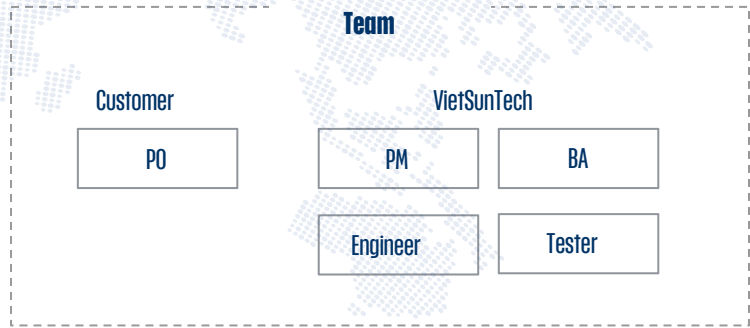 Team
Customer
VietSunTech
PO
PM
BA
Engineer
Tester